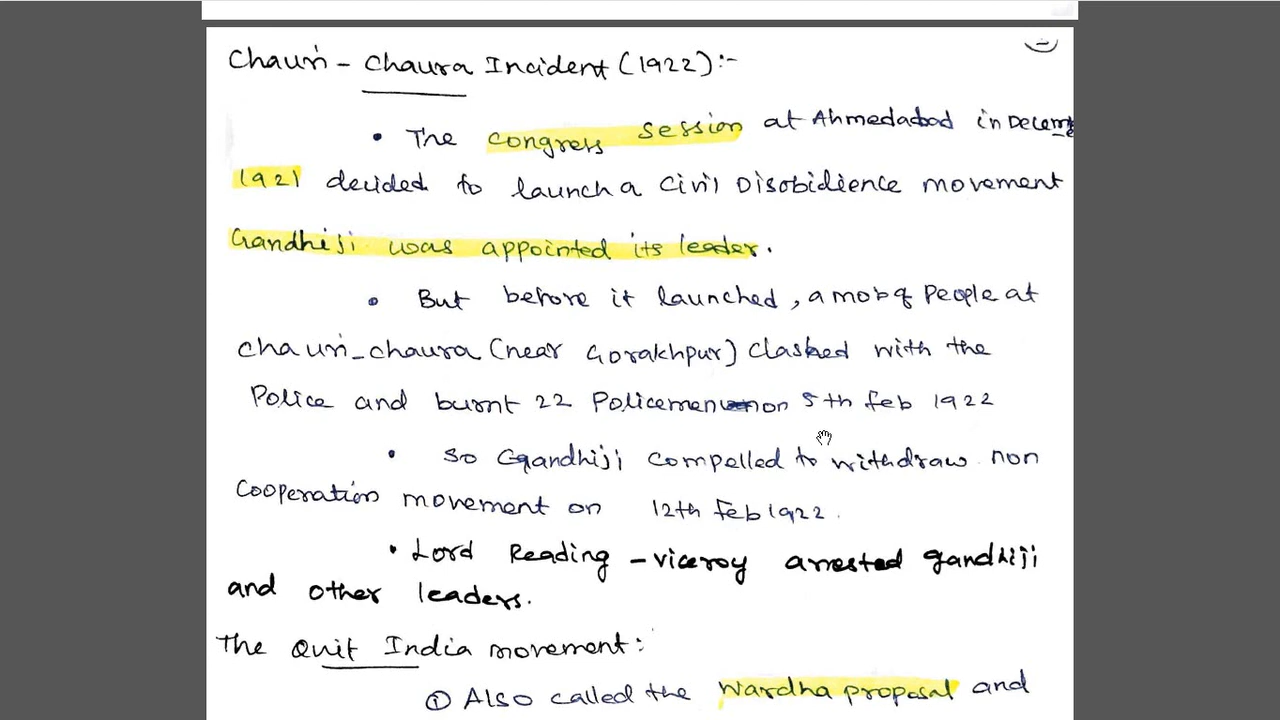 Chauri - Chaura Incident (1922):-
• The congress session at Ahmedabad in Decem
1921 decided to launch a Civil Disobidience movement
Gandhiji was appointed its leader.
• But before it launched, a mob of People at
Chauri-chaura (near Gorakhpur) Clashed with the
Police and burnt 22 Policemen on 5th feb 1922
• So Gandhiji compelled to withdraw non
Cooperation movement on 12th Feb 1922.
• Lord Reading - viceroy arrested gandhiji
and other leaders.
The Quit India movement:
① Also called the Wardha proposal and